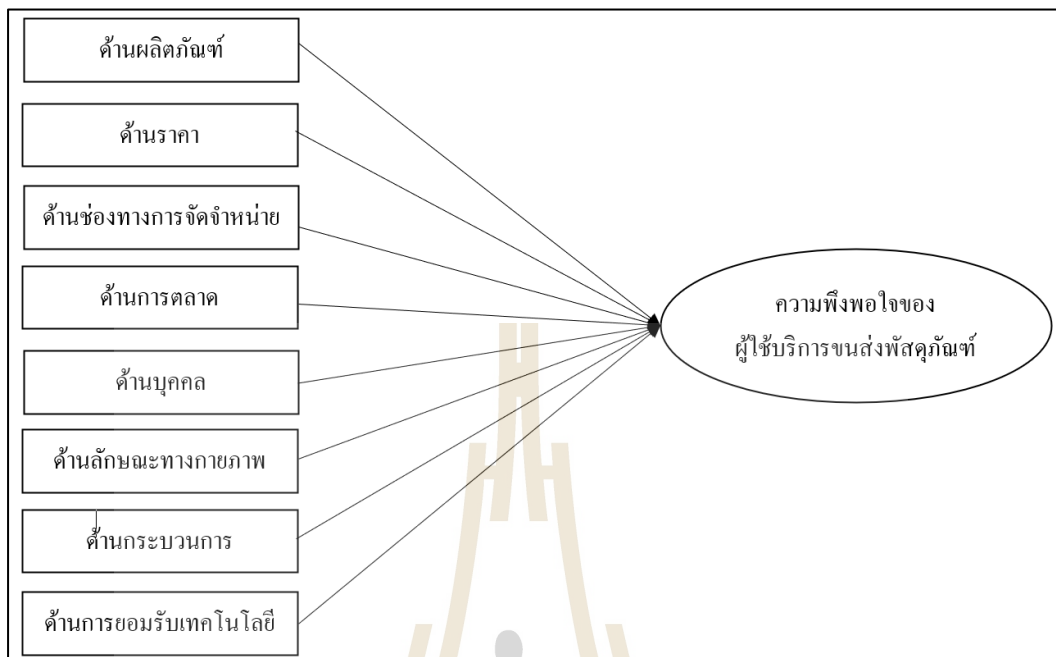 ด้านผลิตภัณฑ์
ด้านราคา
ด้านช่องทางการจัดจำหน่าย
ด้านการตลาด
ด้านบุคคล
ด้านลักษณะทางกายภาพ
ด้านกระบวนการ
ด้านการยอมรับเทคโนโลยี
ความพึงพอใจของ
ผู้ใช้บริการขนส่งพัสดุภัณฑ์